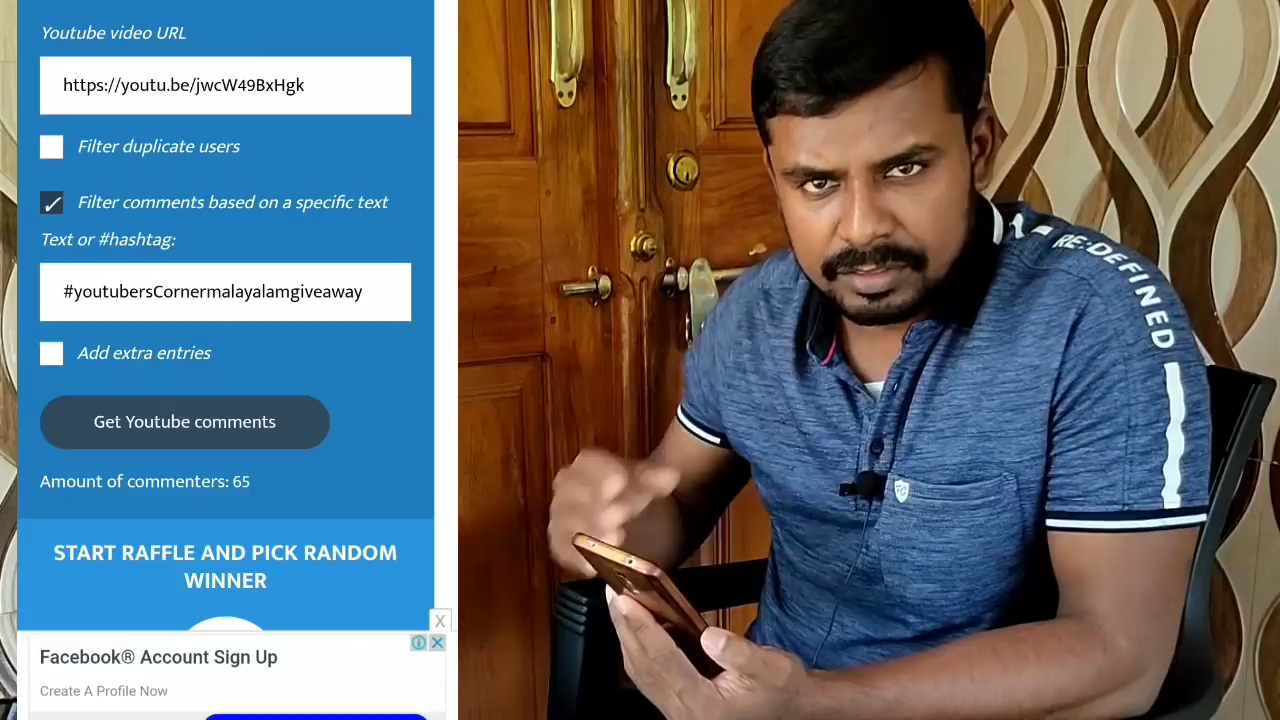 Youtube video URL
https://youtu.be/jwcW49BxHgk
Filter duplicate users
Filter comments based on a specific text
Text or #hashtag:
#youtubersCornermalayalamgiveaway
Add extra entries
Get Youtube comments
Amount of commenters: 65
START RAFFLE AND PICK RANDOM
WINNER
X
Facebook® Account Sign Up
Create A Profile Now
RE:DEFINED